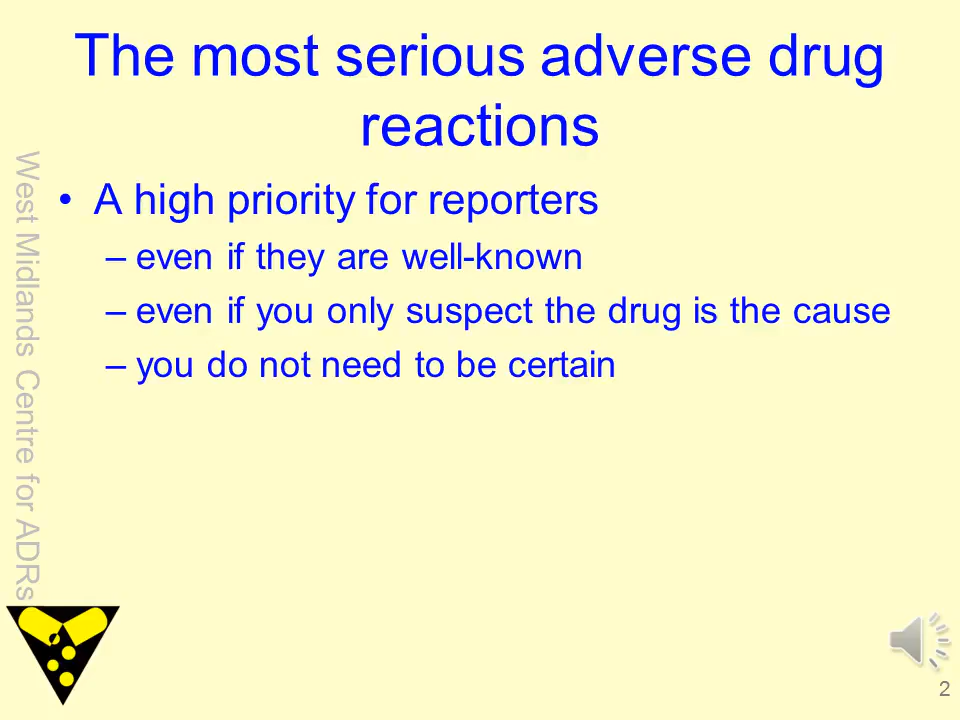 The most serious adverse drug
reactions
• A high priority for reporters
– even if they are well-known
– even if you only suspect the drug is the cause
– you do not need to be certain
West Midlands Centre for ADRs
2